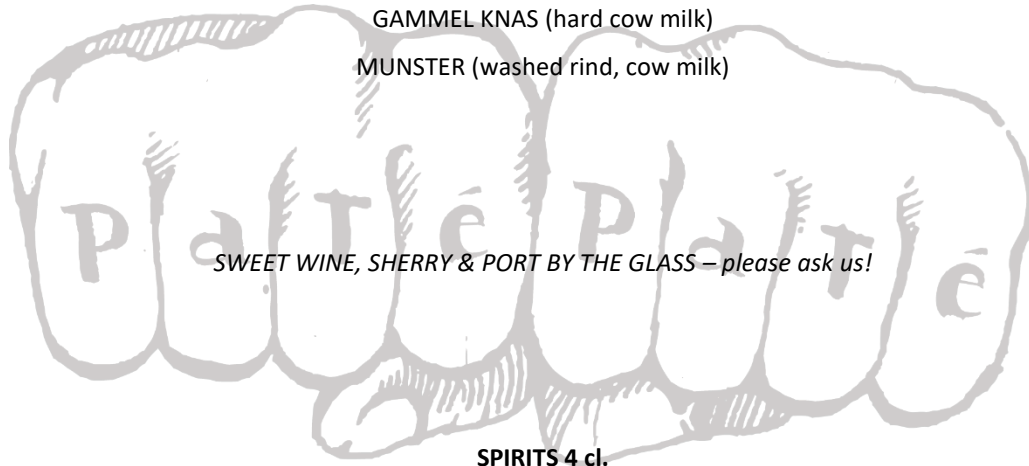 GAMMEL KNAS (hard cow milk)
MUNSTER (washed rind, cow milk)
PaTé PaTé
SWEET WINE, SHERRY & PORT BY THE GLASS – please ask us!
SPIRITS 4 cl.